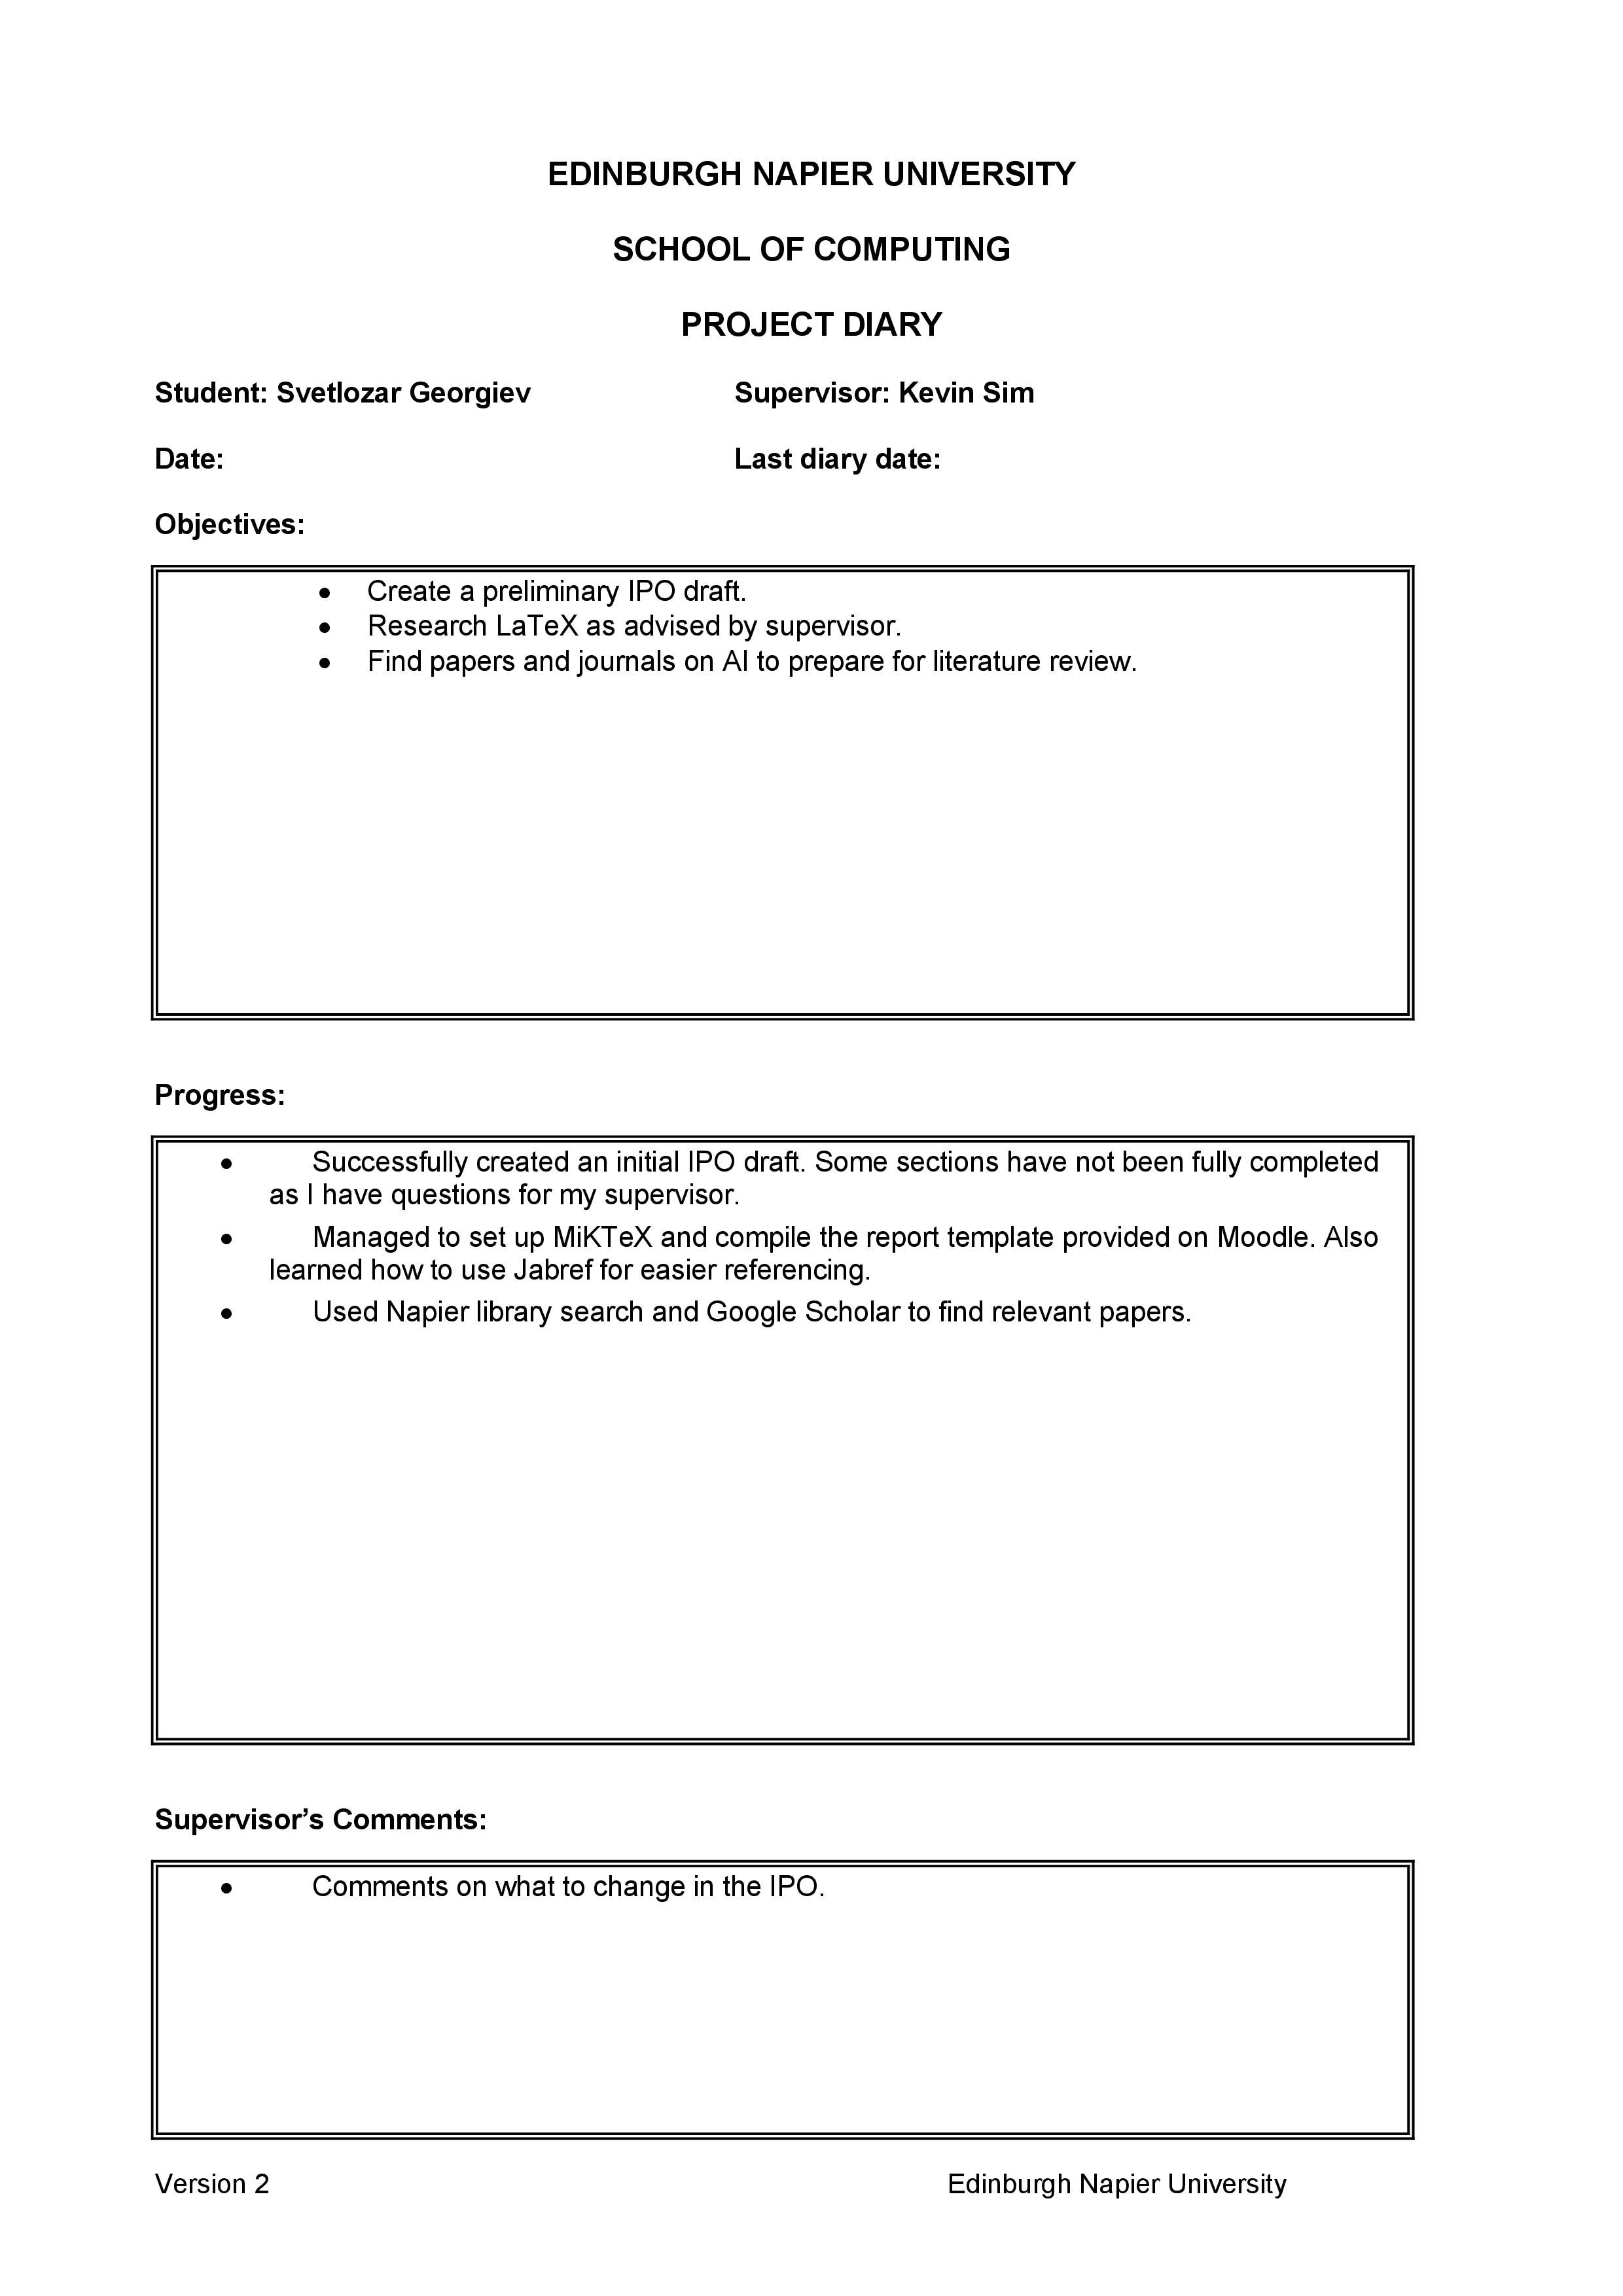 EDINBURGH NAPIER UNIVERSITY
SCHOOL OF COMPUTING
PROJECT DIARY
Student: Svetlozar Georgiev Supervisor: Kevin Sim
Date: Last diary date:
Objectives:
• Create a preliminary IPO draft.
• Research LaTeX as advised by supervisor.
• Find papers and journals on AI to prepare for literature review.
Progress:
• Successfully created an initial IPO draft. Some sections have not been fully completed
as I have questions for my supervisor.
• Managed to set up MiKTeX and compile the report template provided on Moodle. Also
learned how to use Jabref for easier referencing.
• Used Napier library search and Google Scholar to find relevant papers.
Supervisor’s Comments:
• Comments on what to change in the IPO.
Version 2 Edinburgh Napier University